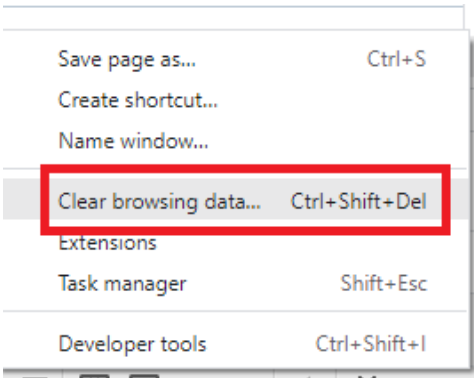 Save page as... Ctrl+S
Create shortcut...
Name window...
Clear browsing data... Ctrl+Shift+Del
Extensions
Task manager Shift+Esc
Developer tools Ctrl+Shift+I